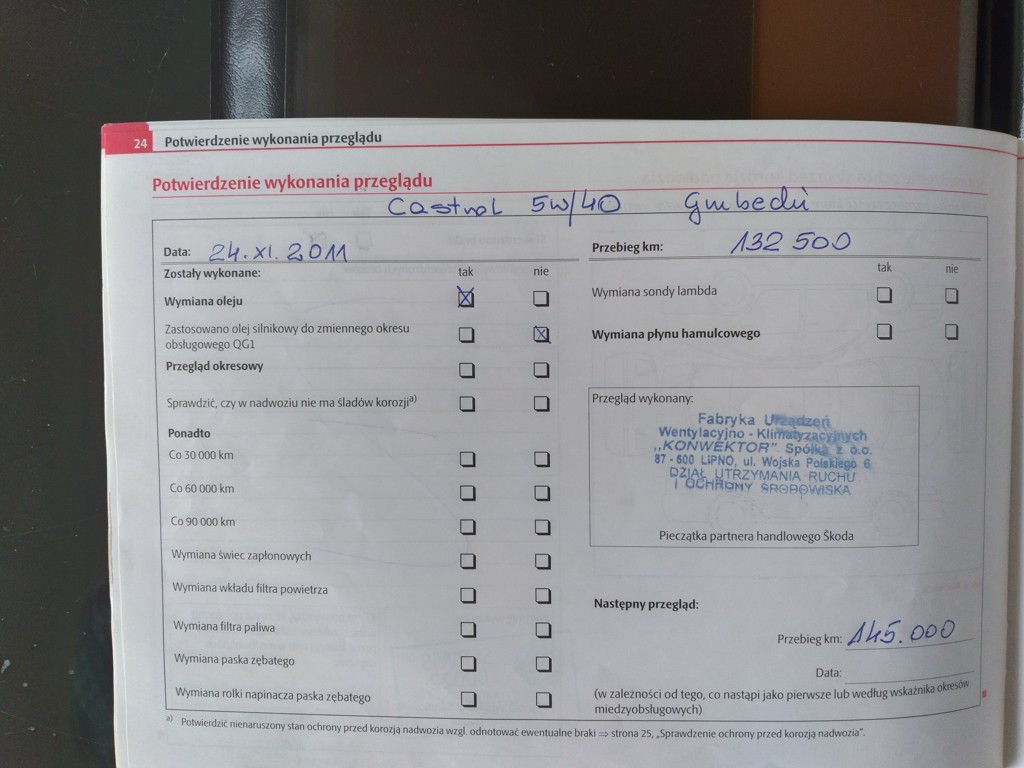 24 Potwierdzenie wykonania przeglądu
Potwierdzenie wykonania przeglądu
Castrol 5w/40
Data: 24.XI.2011
Przebieg km: 132 500
Zostały wykonane: tak nie
tak nie
Wymiana oleju
Wymiana sondy lambda
Zastosowano olej silnikowy do zmiennego okresu
obsługowego QG1
Wymiana płynu hamulcowego
Przegląd okresowy
Sprawdzić, czy w nadwoziu nie ma śladów korozji a)
Ponadto
Co 30 000 km
Co 60 000 km
Co 90 000 km
Wymiana świec zapłonowych
Wymiana wkładu filtra powietrza
Wymiana filtra paliwa
Wymiana paska zębatego
Wymiana rolki napinacza paska zębatego
Przegląd wykonany:
Fabryka Urządzeń
Wentylacyjno - Klimatyzacyjnych
„KONWEKTOR" Spółka z o.o.
87-600 LIPNO, ul. Wojska Polskiego 6
DZIAŁ UTRZYMANIA RUCHU
I OCHRONY ŚRODOWISKA
Pieczątka partnera handlowego Škoda
Następny przegląd:
Przebieg km: 145.000
Data:
(w zależności od tego, co nastąpi jako pierwsze lub według wskaźnika okresów
miedzyobsługowych)
a) Potwierdzić nienaruszony stan ochrony przed korozją nadwozia wzgl. odnotować ewentualne braki ⇒ strona 25, „Sprawdzenie ochrony przed korozją nadwozia".